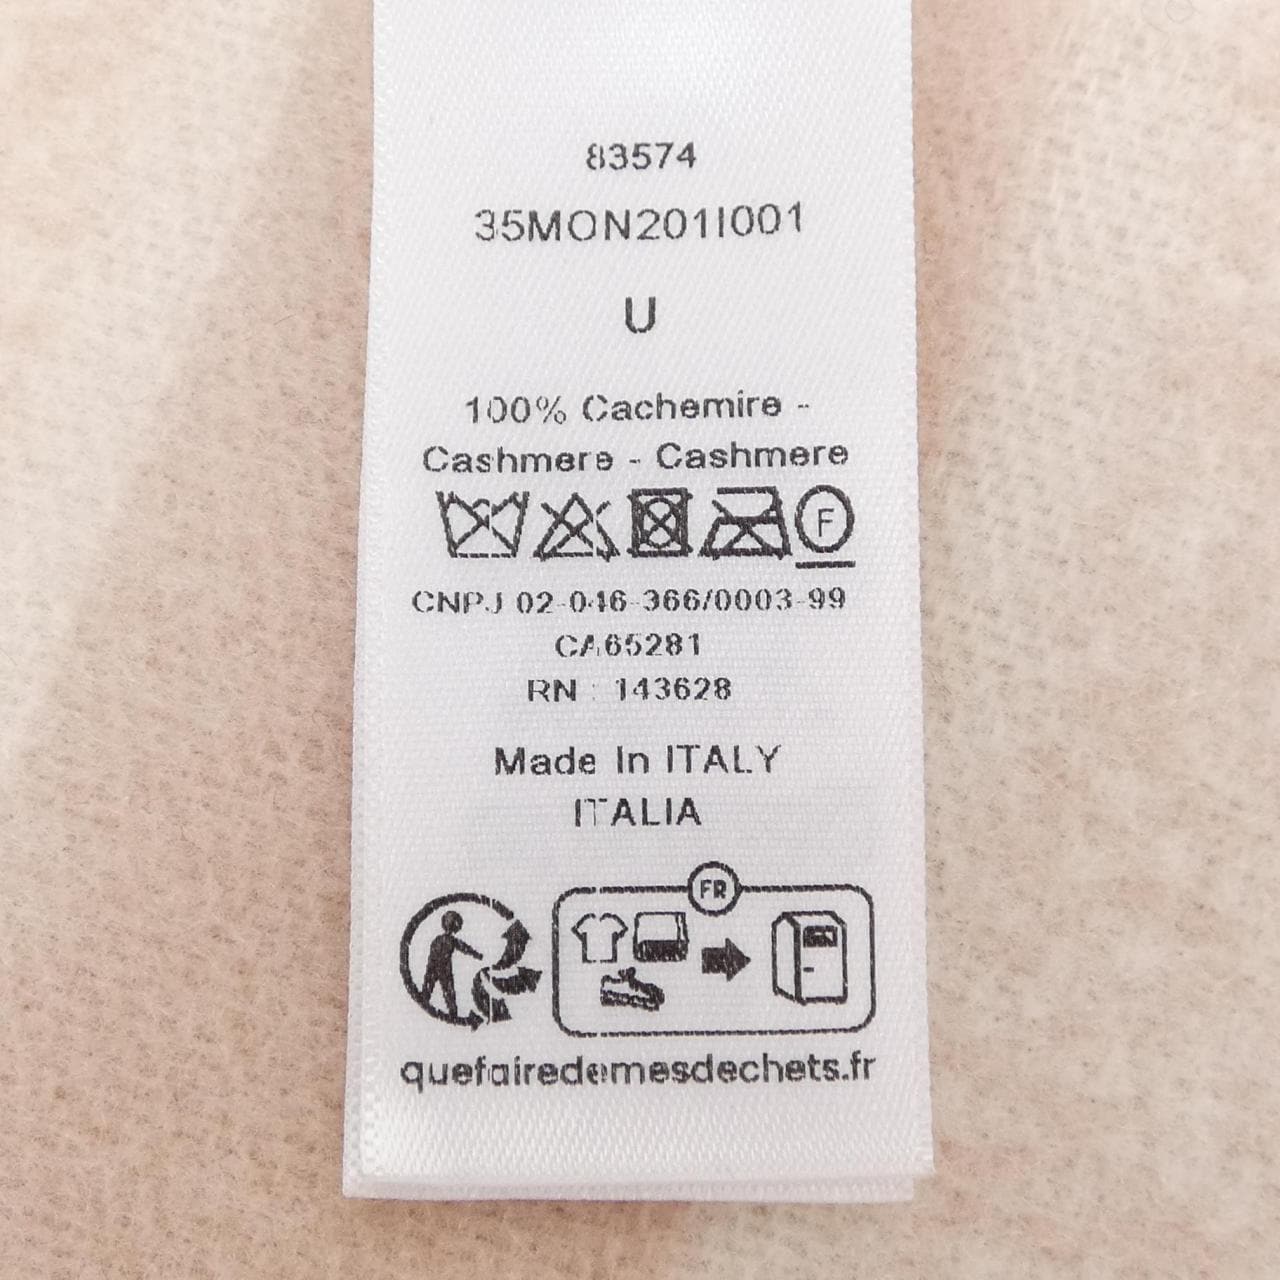 83574
35MON201I001
U
100% Cachemire -
Cashmere - Cashmere
F
CNPJ 02-046-366/0003-99
CA65281
RN : 143628
Made In ITALY
ITALIA
FR
quefairedemesdechets.fr